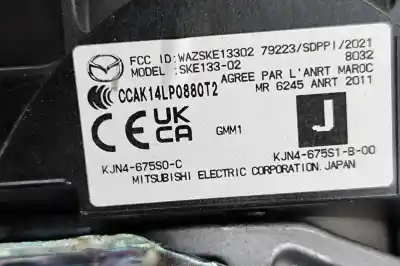 FCC ID:WAZSKE13302 79223/SDPPI/2021
MODEL:SKE133-02 8032
CCAK14LP0880T2 AGREE PAR L'ANRT MAROC
MR 6245 ANRT 2011
CE UK CA GMM1 J
KJN4-675S0-C KJN4-675S1-B-00
MITSUBISHI ELECTRIC CORPORATION, JAPAN